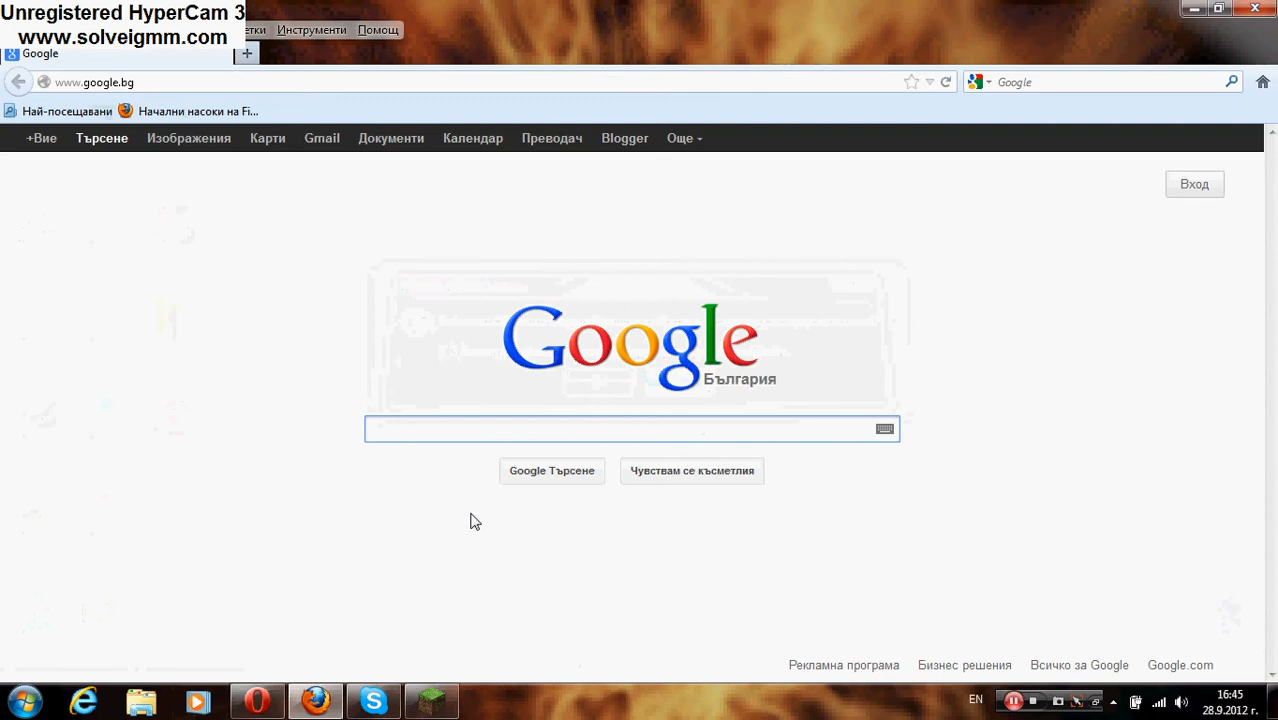 Unregistered HyperCam 3
www.solveigmm.com
етки Инструменти Помощ
Google
www.google.bg
Google
Най-посещавани Начални насоки на Fi...
+Вие Търсене Изображения Карти Gmail Документи Календар Преводач Blogger Още
Вход
Google
България
Google Търсене Чувствам се късметлия
Рекламна програма Бизнес решения Всичко за Google Google.com
EN
16:45
28.9.2012 г.